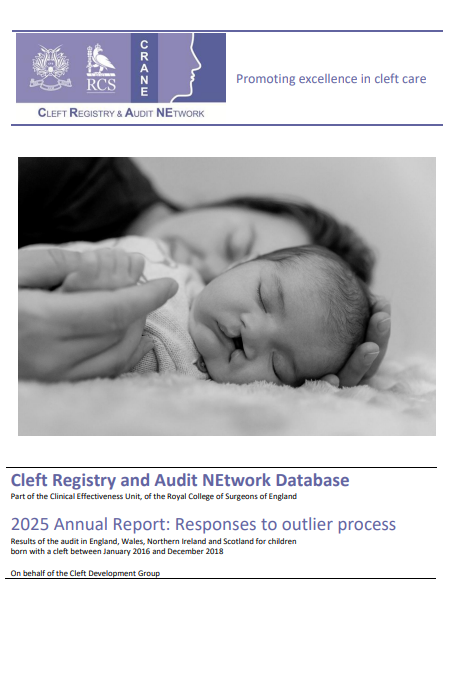 CRANE
RCS
Promoting excellence in cleft care
CLEFT REGISTRY & AUDIT NETWORK
Cleft Registry and Audit NEtwork Database
Part of the Clinical Effectiveness Unit, of the Royal College of Surgeons of England
2025 Annual Report: Responses to outlier process
Results of the audit in England, Wales, Northern Ireland and Scotland for children
born with a cleft between January 2016 and December 2018
On behalf of the Cleft Development Group